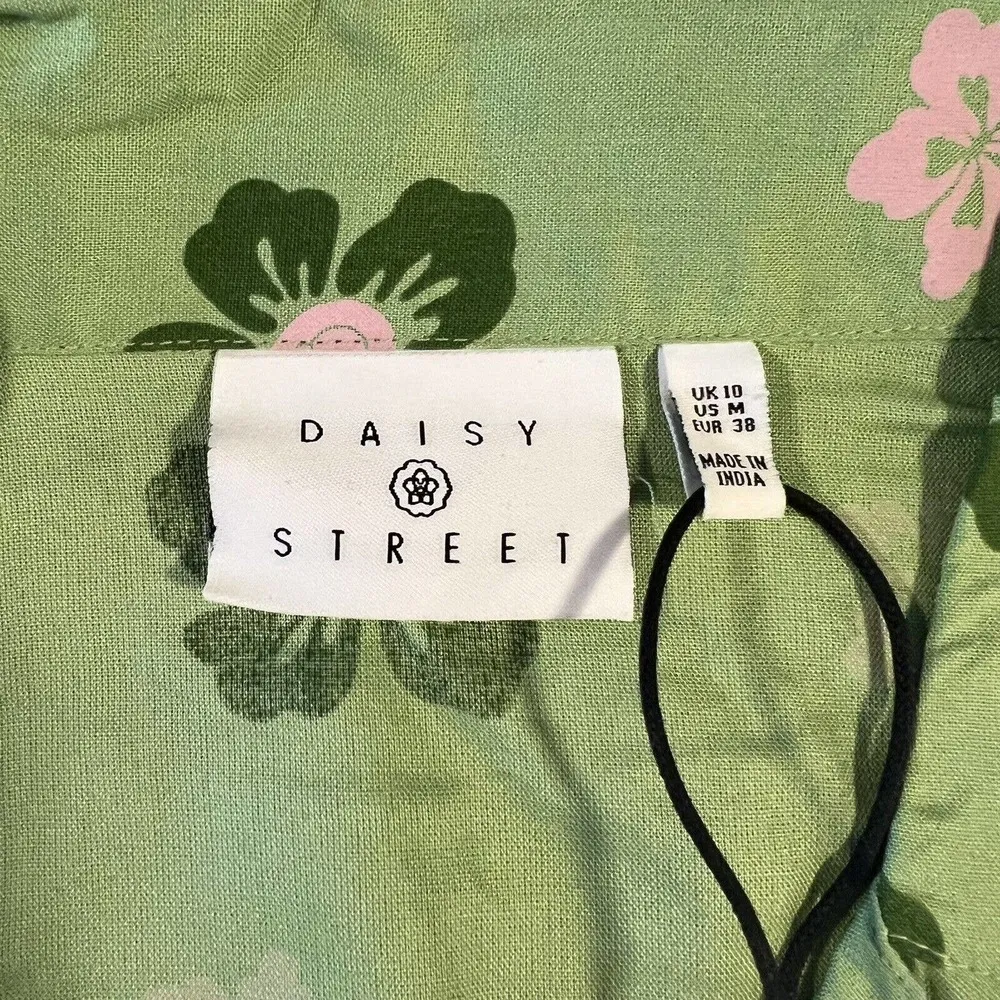 DAISY
STREET
UK 10
US M
EUR 38
MADE IN
INDIA